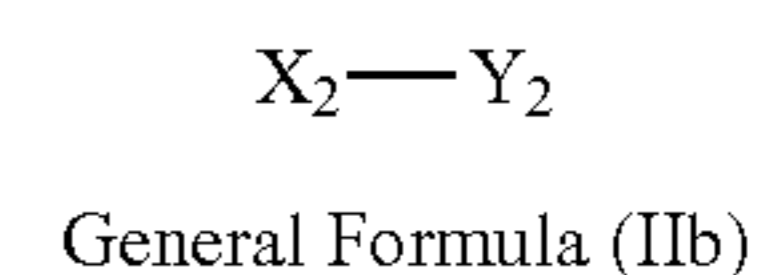 X₂—Y₂
General Formula (IIb)